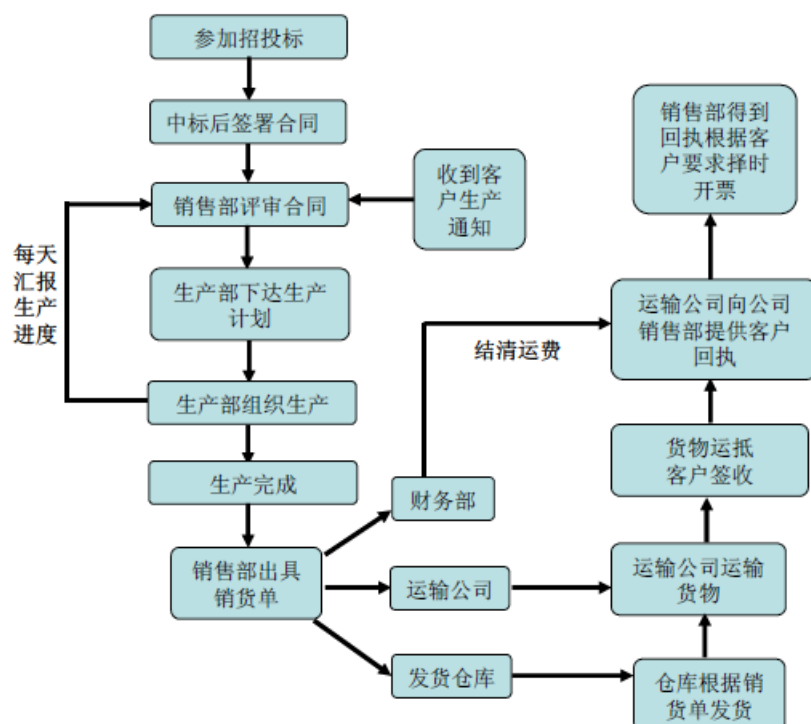 参加招投标
中标后签署合同
销售部评审合同
收到客
户生产
通知
每天
汇报
生产
进度
生产部下达生产
计划
生产部组织生产
生产完成
销售部出具
销货单
财务部
运输公司
发货仓库
结清运费
销售部得到
回执根据客
户要求择时
开票
运输公司向公司
销售部提供客户
回执
货物运抵
客户签收
运输公司运输
货物
仓库根据销
货单发货